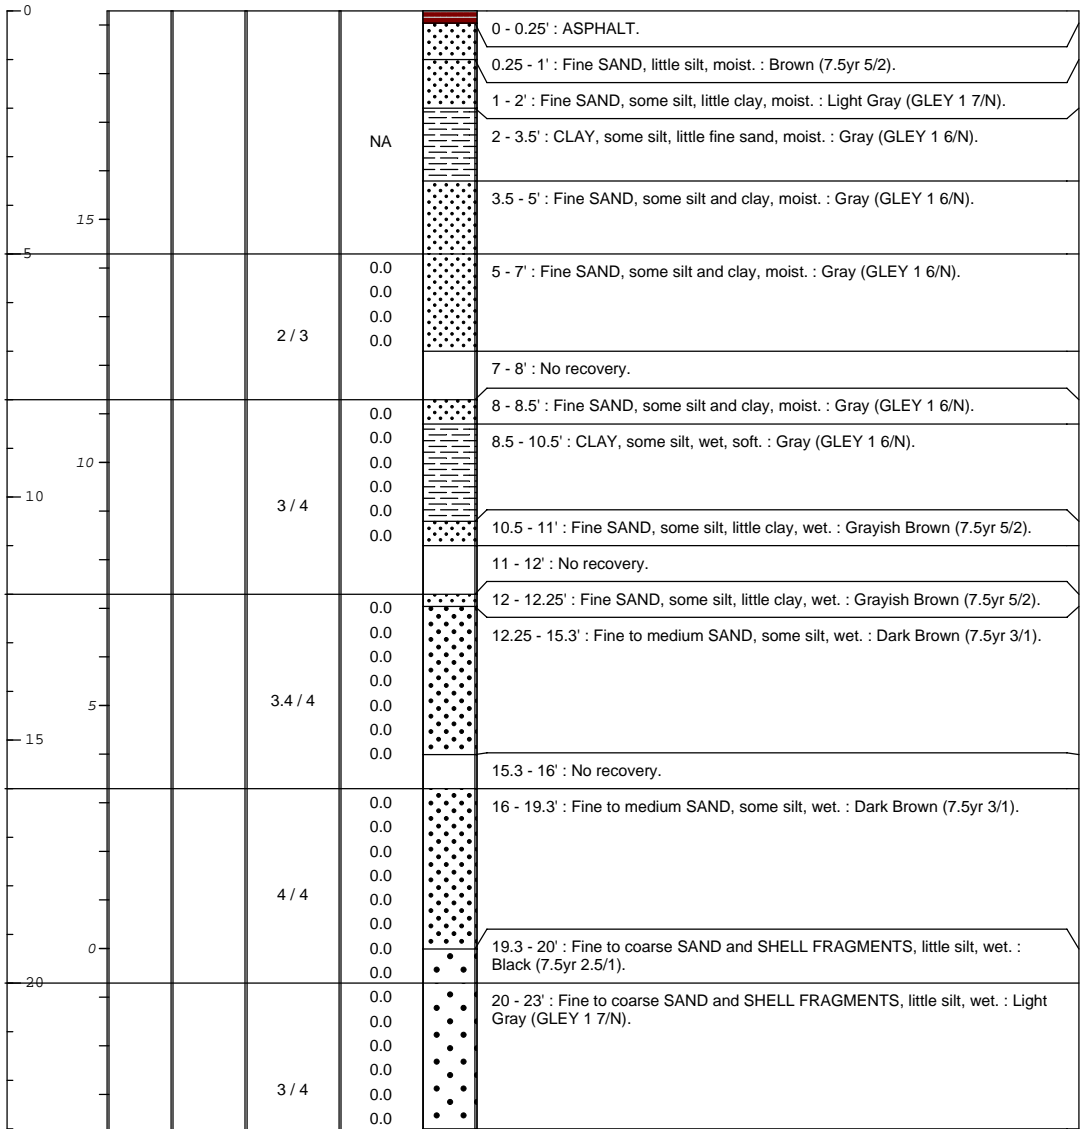 0
0 - 0.25' : ASPHALT.
0.25 - 1' : Fine SAND, little silt, moist. : Brown (7.5yr 5/2).
1 - 2' : Fine SAND, some silt, little clay, moist. : Light Gray (GLEY 1 7/N).
NA
2 - 3.5' : CLAY, some silt, little fine sand, moist. : Gray (GLEY 1 6/N).
3.5 - 5' : Fine SAND, some silt and clay, moist. : Gray (GLEY 1 6/N).
15
5
0.0
5 - 7' : Fine SAND, some silt and clay, moist. : Gray (GLEY 1 6/N).
0.0
0.0
2 / 3
0.0
7 - 8' : No recovery.
0.0
8 - 8.5' : Fine SAND, some silt and clay, moist. : Gray (GLEY 1 6/N).
0.0
8.5 - 10.5' : CLAY, some silt, wet, soft. : Gray (GLEY 1 6/N).
10
0.0
0.0
10
3 / 4
0.0
0.0
10.5 - 11' : Fine SAND, some silt, little clay, wet. : Grayish Brown (7.5yr 5/2).
11 - 12' : No recovery.
0.0
12 - 12.25' : Fine SAND, some silt, little clay, wet. : Grayish Brown (7.5yr 5/2).
0.0
12.25 - 15.3' : Fine to medium SAND, some silt, wet. : Dark Brown (7.5yr 3/1).
0.0
0.0
5
3.4 / 4
0.0
0.0
15
0.0
15.3 - 16' : No recovery.
0.0
16 - 19.3' : Fine to medium SAND, some silt, wet. : Dark Brown (7.5yr 3/1).
0.0
0.0
0.0
4 / 4
0.0
0.0
0
0.0
19.3 - 20' : Fine to coarse SAND and SHELL FRAGMENTS, little silt, wet. :
Black (7.5yr 2.5/1).
0.0
20
0.0
20 - 23' : Fine to coarse SAND and SHELL FRAGMENTS, little silt, wet. : Light
Gray (GLEY 1 7/N).
0.0
0.0
0.0
3 / 4
0.0
0.0